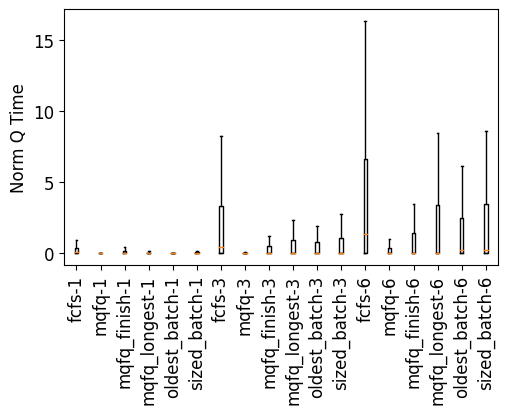 Norm Q Time
15
10
5
0
fcfs-1
mqfq-1
mqfq_finish-1
mqfq_longest-1
oldest_batch-1
sized_batch-1
fcfs-3
mqfq-3
mqfq_finish-3
mqfq_longest-3
oldest_batch-3
sized_batch-3
fcfs-6
mqfq-6
mqfq_finish-6
mqfq_longest-6
oldest_batch-6
sized_batch-6